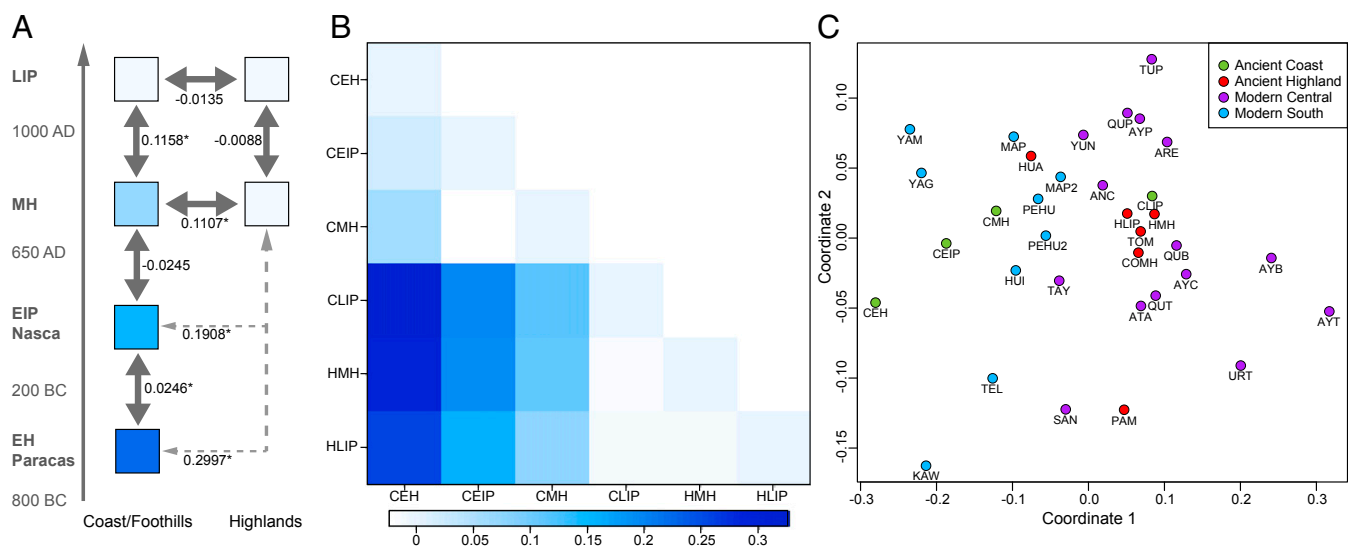 A
LIP
-0.0135
1000 AD
0.1158*
-0.0088
MH
0.1107*
650 AD
-0.0245
EIP
Nasca
0.1908*
200 BC
0.0246*
EH
Paracas
0.2997*
800 BC
Coast/Foothills
Highlands
B
CEH
CEIP
CMH
CLIP
HMH
HLIP
CEH
CEIP
CMH
CLIP
HMH
HLIP
0
0.05
0.1
0.15
0.2
0.25
0.3
C
Ancient Coast
Ancient Highland
Modern Central
Modern South
TUP
QUP
AYP
YUN
ARE
YAM
MAP
HUA
YAG
MAP2
ANC
PEHU
CLIP
CMH
HLIP
HMH
PEHU2
TOM
CEIP
COMH
QUB
HUI
TAY
AYC
AYB
CEH
QUT
ATA
AYT
TEL
URT
SAN
PAM
KAW
Coordinate 2
0.10
0.05
0.00
-0.05
-0.10
-0.15
-0.3
-0.2
-0.1
0.0
0.1
0.2
0.3
Coordinate 1